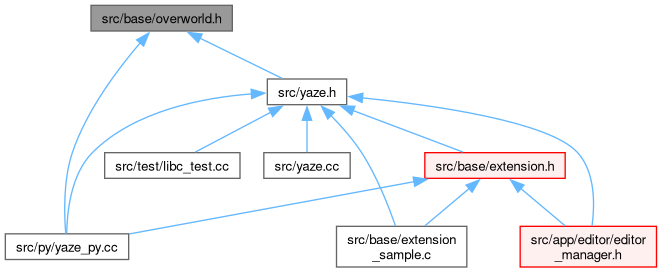 src/base/overworld.h
src/yaze.h
src/test/libc_test.cc
src/yaze.cc
src/base/extension.h
src/py/yaze_py.cc
src/base/extension
_sample.c
src/app/editor/editor
_manager.h